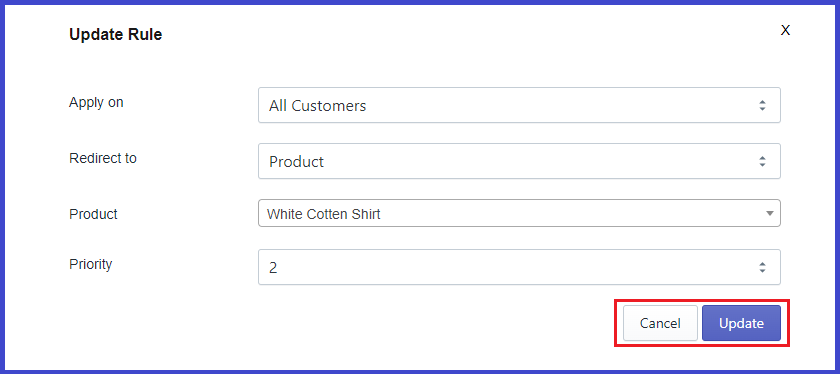 Update Rule X
Apply on All Customers
Redirect to Product
Product White Cotten Shirt
Priority 2
Cancel Update